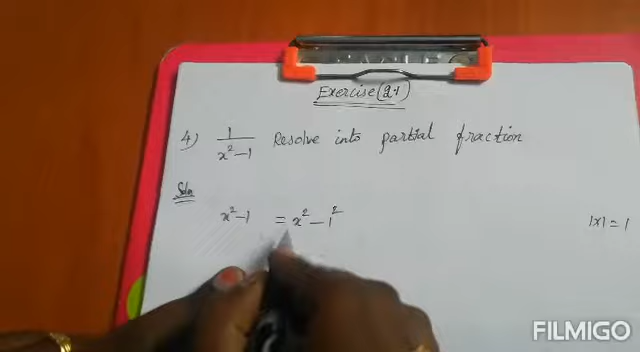 Exercise (2.1)
4) 1/(x²-1) Resolve into partial fraction
Soln
x²-1 = x²-1²
1×1 = 1
FILMIGO